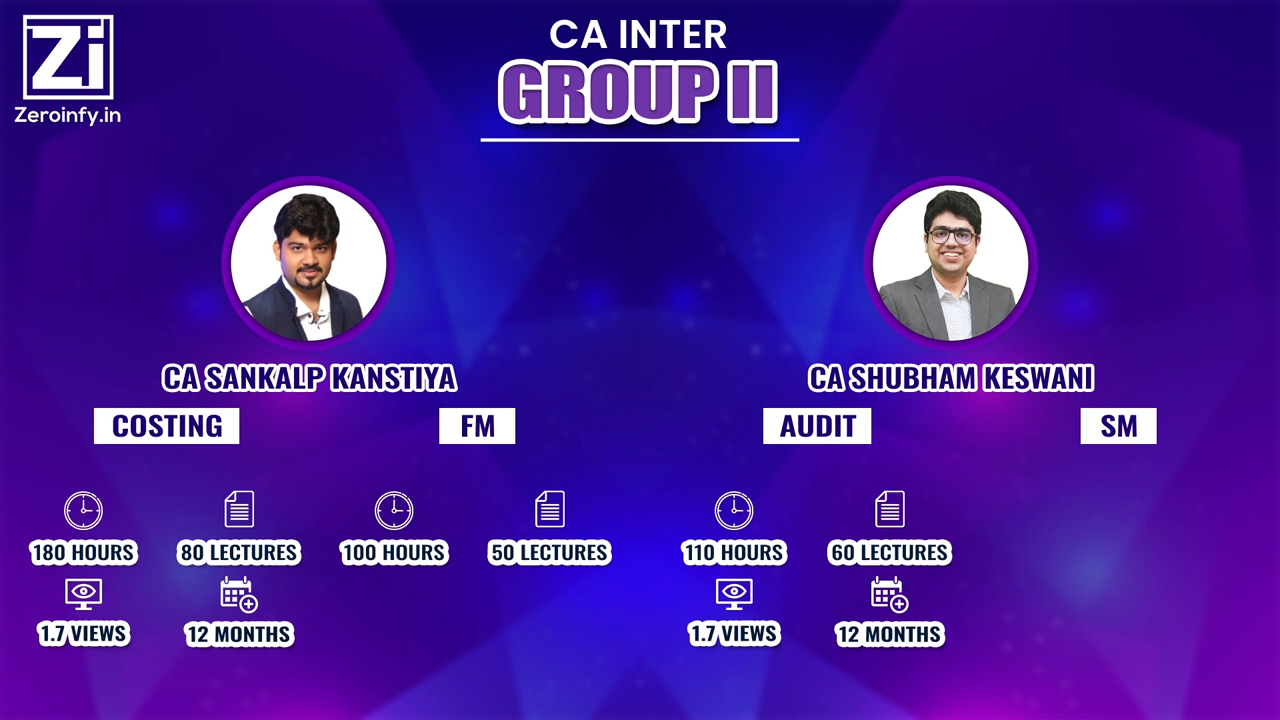 Zi
Zeroinfy.in
CA INTER
GROUP II
CA SANKALP KANSTIYA
COSTING
FM
180 HOURS
80 LECTURES
100 HOURS
50 LECTURES
1.7 VIEWS
12 MONTHS
CA SHUBHAM KESWANI
AUDIT
SM
110 HOURS
60 LECTURES
1.7 VIEWS
12 MONTHS